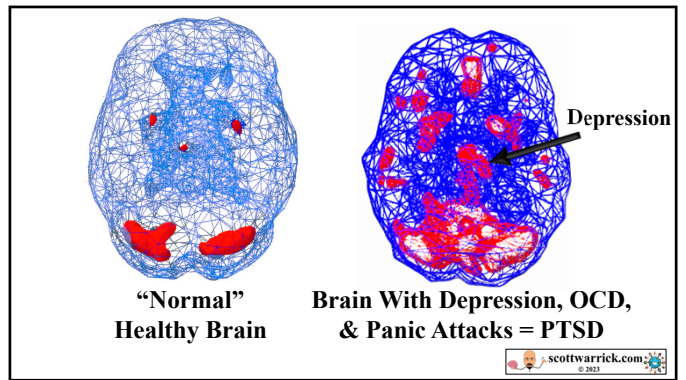 Depression
“Normal”
Healthy Brain
Brain With Depression, OCD,
& Panic Attacks = PTSD
scottwarrick.com
© 2023